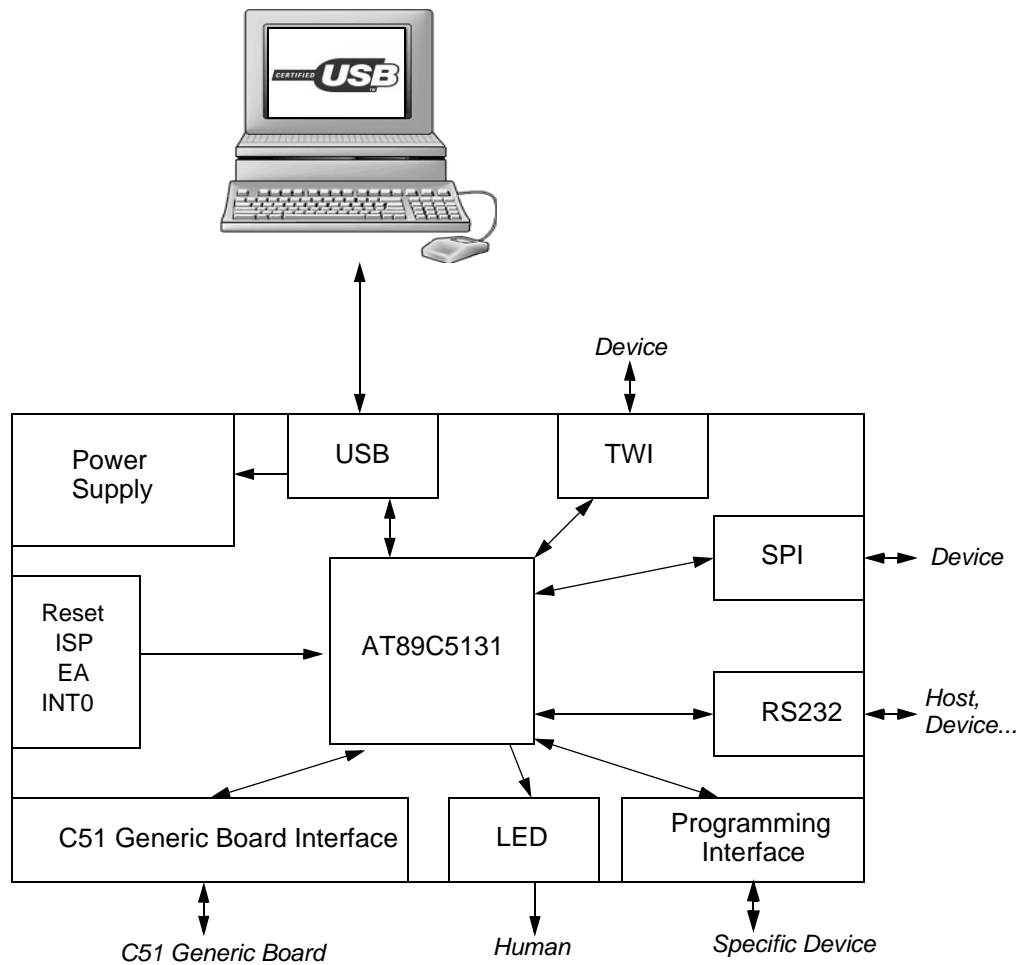 CERTIFIED USB
TM
Device
Power
Supply
USB
TWI
SPI
Device
Reset
ISP
EA
INT0
AT89C5131
RS232
Host,
Device...
C51 Generic Board Interface
LED
Programming
Interface
C51 Generic Board
Human
Specific Device